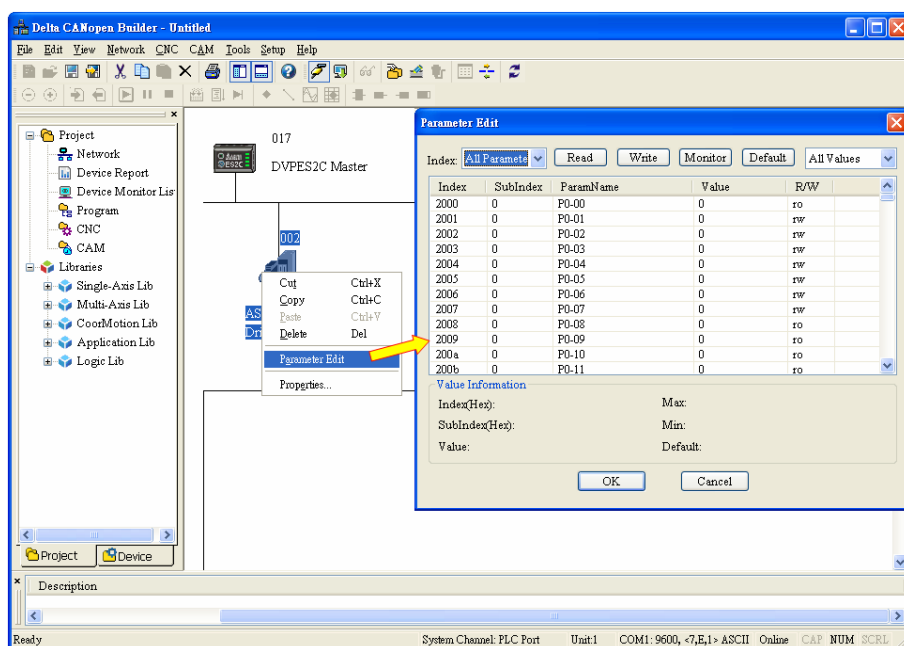 Delta CANopen Builder - Untitled
File Edit View Network CNC CAM Tools Setup Help
Project
Network
Device Report
Device Monitor Lis
Program
CNC
CAM
Libraries
Single-Axis Lib
Multi-Axis Lib
CoorMotion Lib
Application Lib
Logic Lib
Project Device
017
DVPES2C Master
002
AS
Dri
Cut Ctrl+X
Copy Ctrl+C
Paste Ctrl+V
Delete Del
Parameter Edit
Properties...
Parameter Edit
Index: All Paramete Read Write Monitor Default All Values
Index SubIndex ParamName Value R/W
2000 0 P0-00 0 ro
2001 0 P0-01 0 rw
2002 0 P0-02 0 rw
2003 0 P0-03 0 rw
2004 0 P0-04 0 rw
2005 0 P0-05 0 rw
2006 0 P0-06 0 rw
2007 0 P0-07 0 rw
2008 0 P0-08 0 ro
2009 0 P0-09 0 ro
200a 0 P0-10 0 ro
200b 0 P0-11 0 ro
Value Information
Index(Hex): Max:
SubIndex(Hex): Min:
Value: Default:
OK Cancel
Description
Ready System Channel: PLC Port Unit:1 COM1: 9600, <7,E,1> ASCII Online CAP NUM SCRL